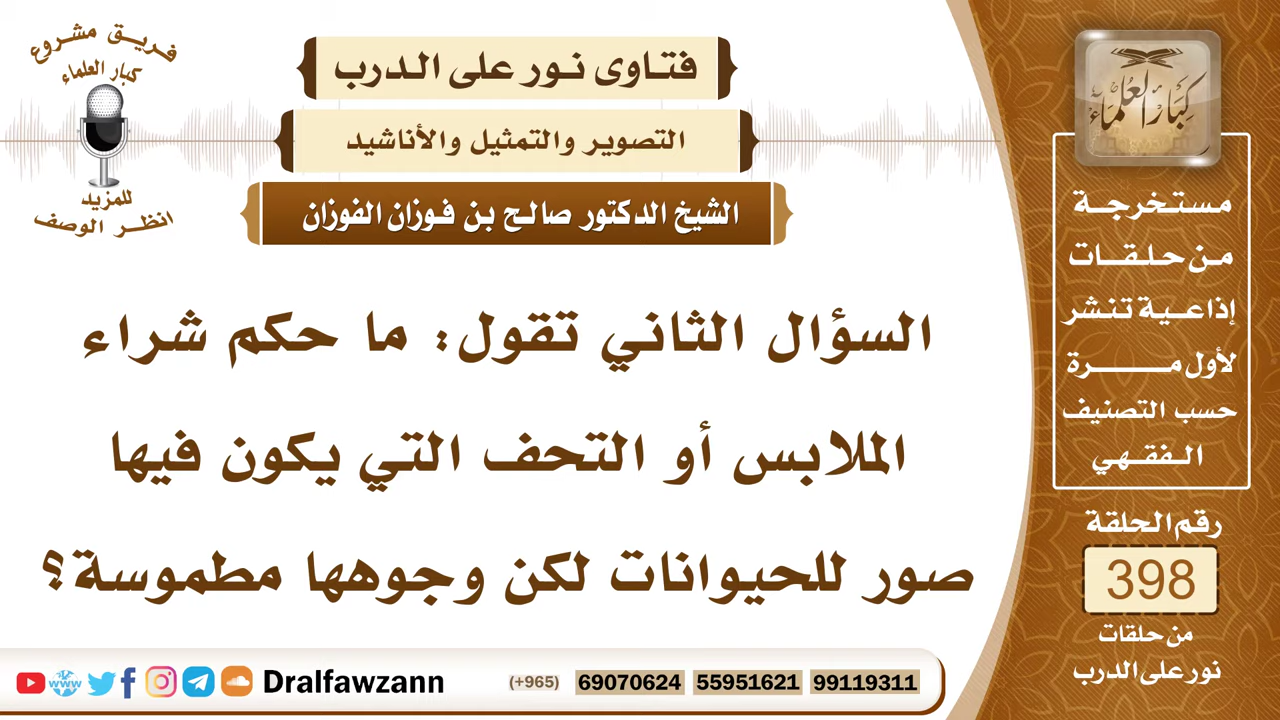 فريق مشروع
كبار العلماء
للمزيد
انظر الوصف
فتاوى نور على الدرب
التصوير والتمثيل والأناشيد
الشيخ الدكتور صالح بن فوزان الفوزان
السؤال الثاني تقول: ما حكم شراء
الملابس أو التحف التي يكون فيها
صور للحيوانات لكن وجوهها مطموسة؟
كبار العلماء
مستخرجة
من حلقات
إذاعية تنشر
لأول مرة
حسب التصنيف
الفقهي
رقم الحلقة
398
من حلقات
نور على الدرب
www Dralfawzann (+965) 69070624 55951621 99119311